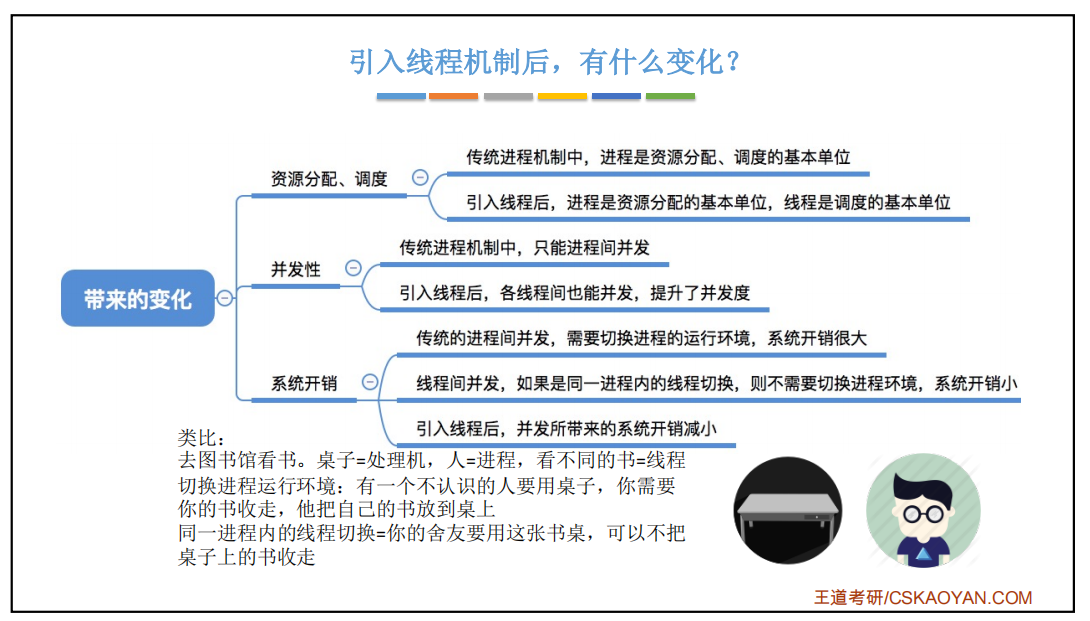 引入线程机制后，有什么变化？
带来的变化
资源分配、调度
传统进程机制中，进程是资源分配、调度的基本单位
引入线程后，进程是资源分配的基本单位，线程是调度的基本单位
并发性
传统进程机制中，只能进程间并发
引入线程后，各线程间也能并发，提升了并发度
系统开销
传统的进程间并发，需要切换进程的运行环境，系统开销很大
线程间并发，如果是同一进程内的线程切换，则不需要切换进程环境，系统开销小
引入线程后，并发所带来的系统开销减小
类比：
去图书馆看书。桌子=处理机，人=进程，看不同的书=线程
切换进程运行环境：有一个不认识的人要用桌子，你需要
你的书收走，他把自己的书放到桌上
同一进程内的线程切换=你的舍友要用这张书桌，可以不把
桌子上的书收走
王道考研/CSKAOYAN.COM